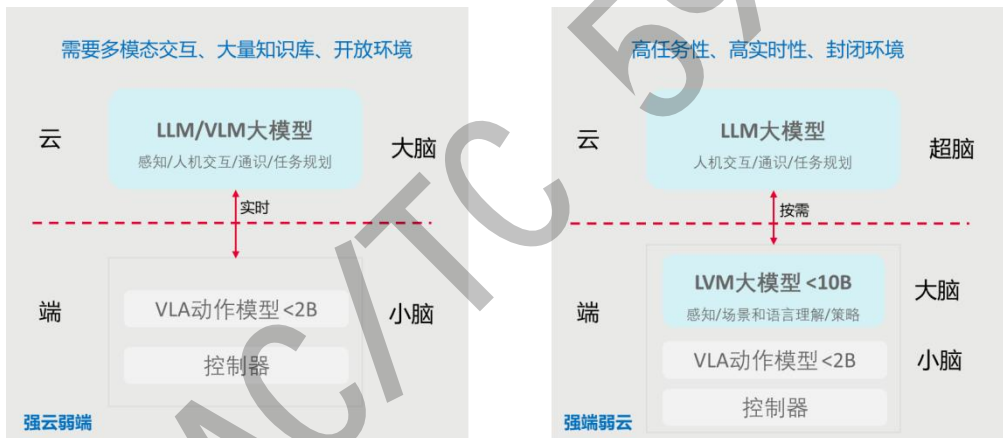 需要多模态交互、大量知识库、开放环境
云
LLM/VLM大模型
感知/人机交互/通识/任务规划
大脑
实时
端
VLA动作模型<2B
控制器
小脑
强云弱端
高任务性、高实时性、封闭环境
云
LLM大模型
人机交互/通识/任务规划
超脑
按需
端
LVM大模型<10B
感知/场景和语言理解/策略
大脑
VLA动作模型<2B
小脑
控制器
强端弱云
AC/TC 59